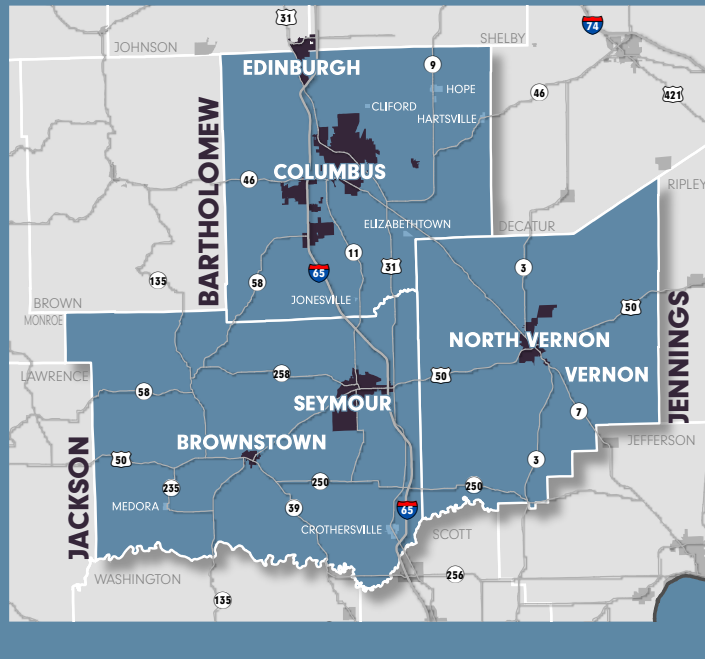 31
74
JOHNSON
SHELBY
EDINBURGH
9
HOPE
46
421
CLIFORD
HARTSVILLE
BARTHOLOMEW
COLUMBUS
46
RIPLEY
ELIZABETHTOWN
DECATUR
11
31
3
65
135
58
JONESVILLE
BROWN
MONROE
50
JENNINGS
NORTH VERNON
LAWRENCE
258
50
VERNON
58
SEYMOUR
7
BROWNSTOWN
JEFFERSON
JACKSON
50
3
235
250
250
MEDORA
39
65
CROTHERSVILLE
SCOTT
WASHINGTON
256
135